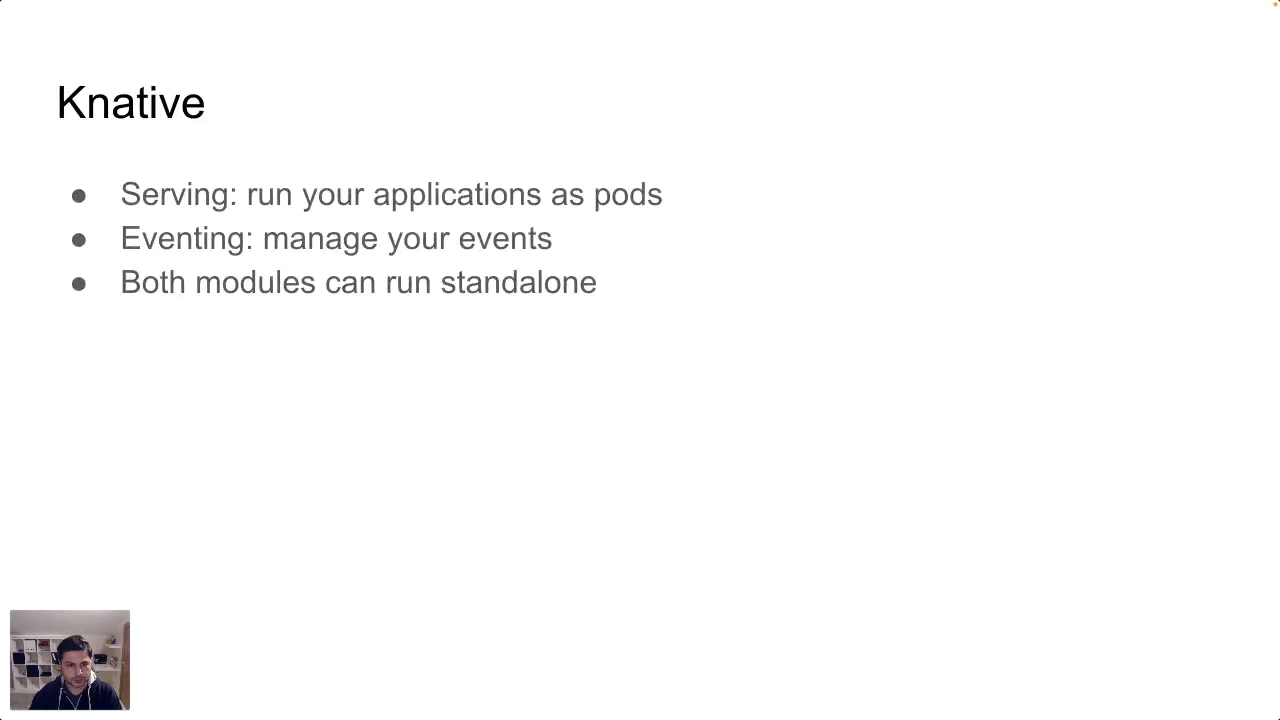 Knative
● Serving: run your applications as pods
● Eventing: manage your events
● Both modules can run standalone